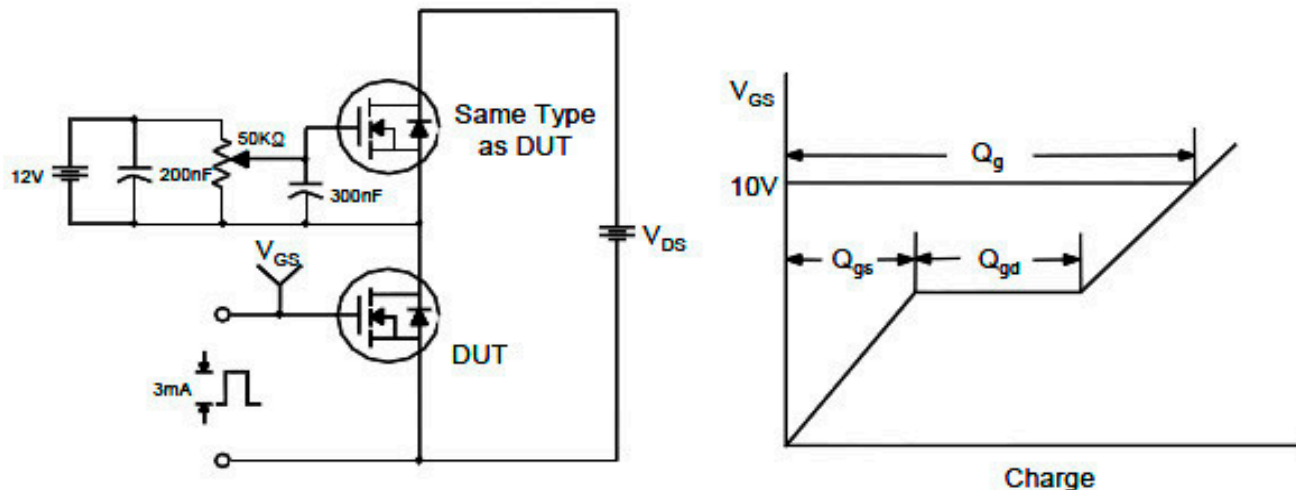 Same Type
as DUT
50KΩ
12V
200nF
300nF
V_GS
V_DS
DUT
3mA
V_GS
Q_g
10V
Q_gs
Q_gd
Charge